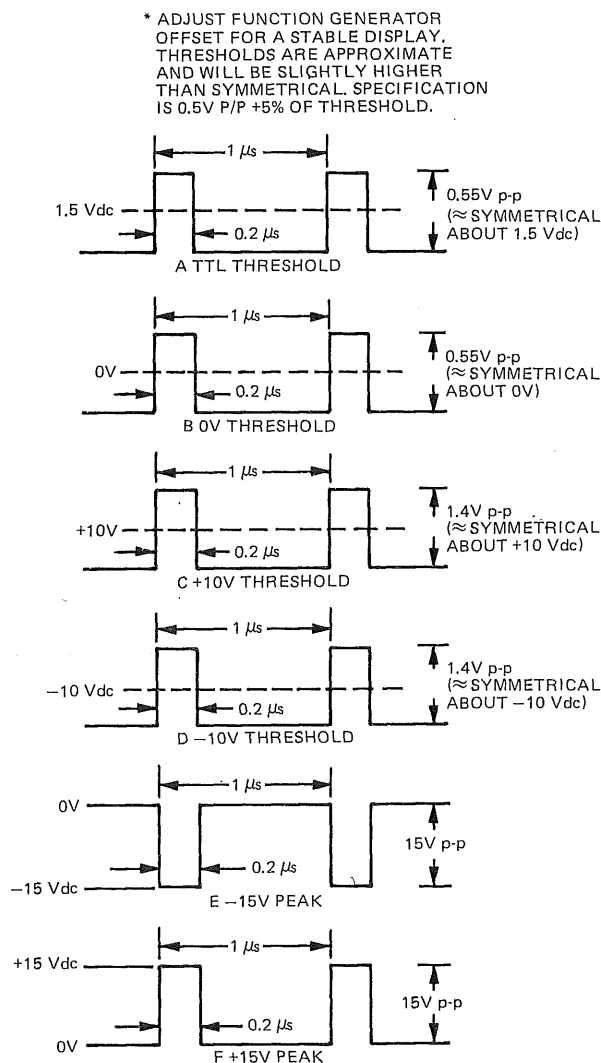 * ADJUST FUNCTION GENERATOR
OFFSET FOR A STABLE DISPLAY.
THRESHOLDS ARE APPROXIMATE
AND WILL BE SLIGHTLY HIGHER
THAN SYMMETRICAL. SPECIFICATION
IS 0.5V P/P +5% OF THRESHOLD.
1 μs
1.5 Vdc
0.55V p-p
(≈ SYMMETRICAL
ABOUT 1.5 Vdc)
0.2 μs
A TTL THRESHOLD
1 μs
0V
0.55V p-p
(≈ SYMMETRICAL
ABOUT 0V)
0.2 μs
B 0V THRESHOLD
1 μs
+10V
1.4V p-p
(≈ SYMMETRICAL
ABOUT +10 Vdc)
0.2 μs
C +10V THRESHOLD
1 μs
−10 Vdc
1.4V p-p
(≈ SYMMETRICAL
ABOUT −10 Vdc)
0.2 μs
D −10V THRESHOLD
1 μs
0V
15V p-p
0.2 μs
−15 Vdc
E −15V PEAK
1 μs
+15 Vdc
15V p-p
0.2 μs
0V
F +15V PEAK